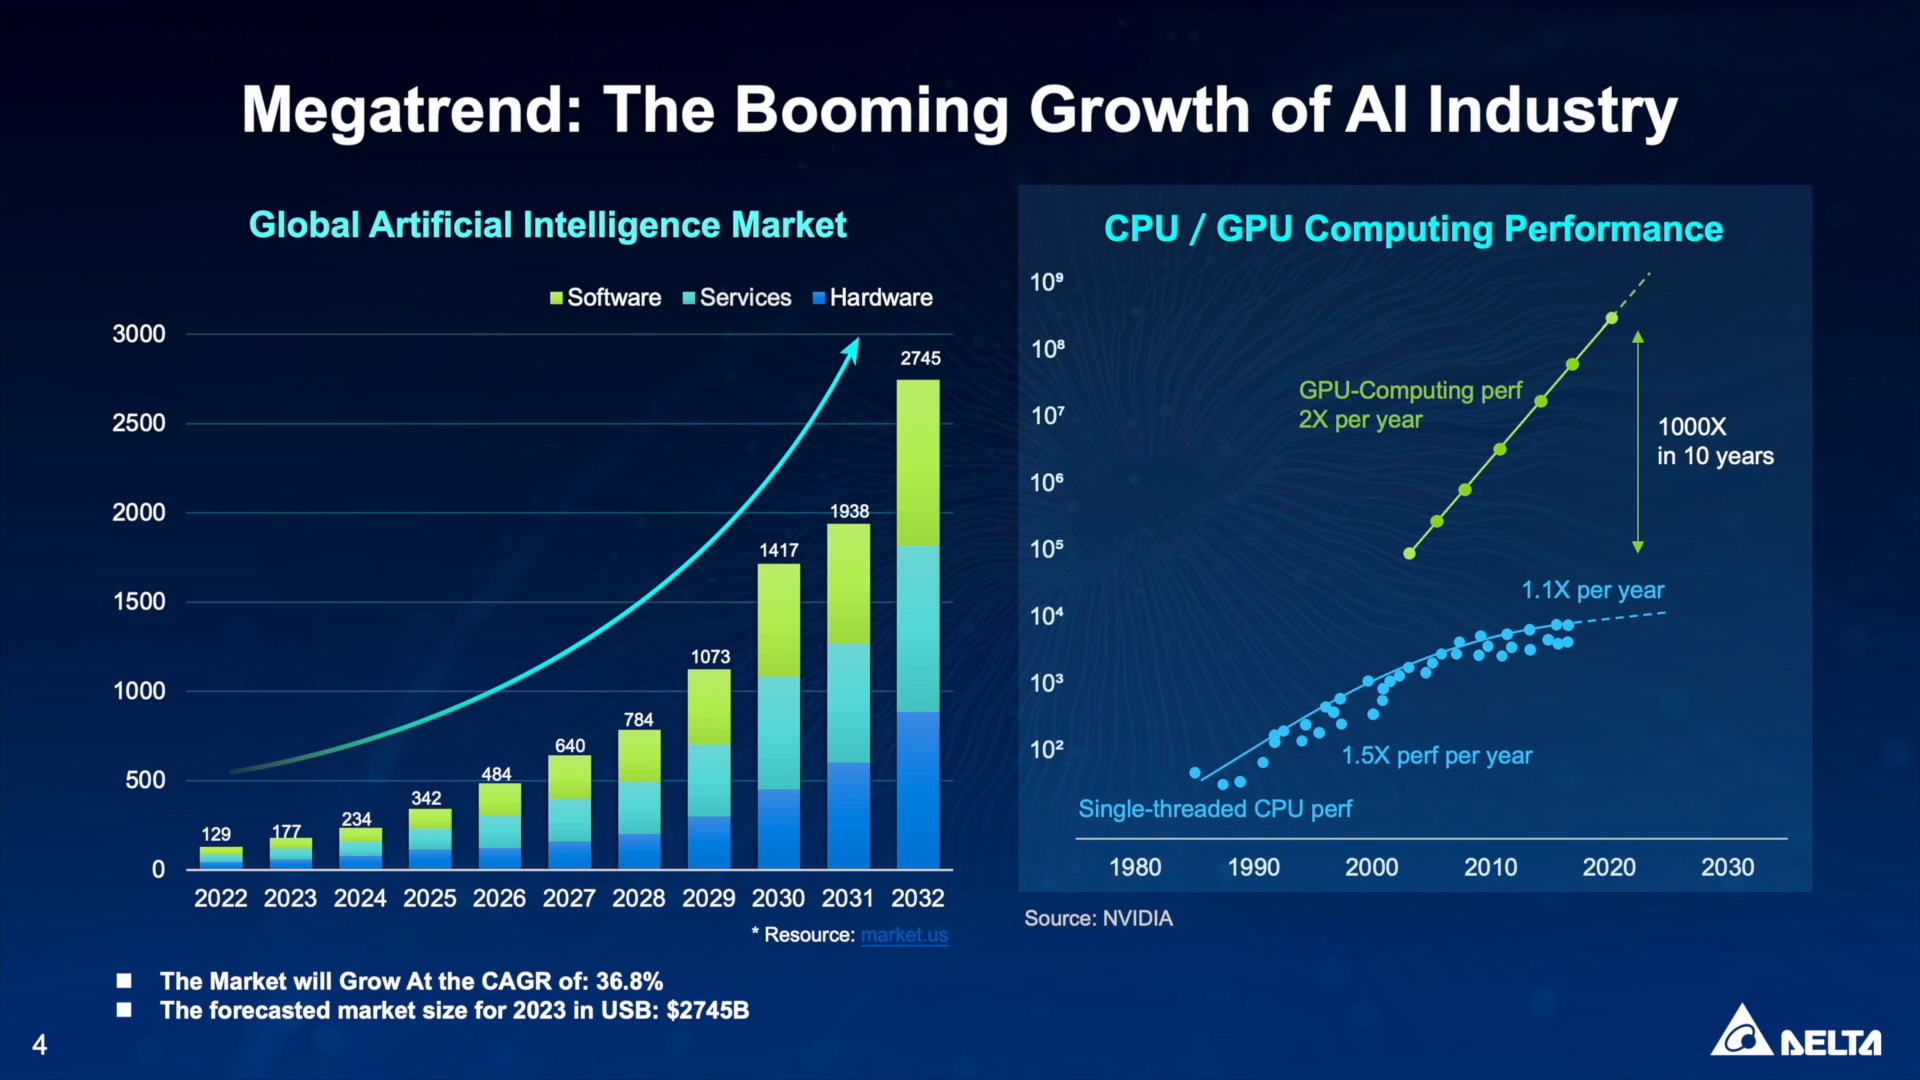 Megatrend: The Booming Growth of AI Industry
Global Artificial Intelligence Market
Software Services Hardware
3000
2500
2000
1500
1000
500
0
129
177
234
342
484
640
784
1073
1417
1938
2745
2022 2023 2024 2025 2026 2027 2028 2029 2030 2031 2032
* Resource: market.us
The Market will Grow At the CAGR of: 36.8%
The forecasted market size for 2023 in USB: $2745B
CPU / GPU Computing Performance
10⁹
10⁸
10⁷
10⁶
10⁵
10⁴
10³
10²
GPU-Computing perf
2X per year
1000X
in 10 years
1.1X per year
1.5X perf per year
Single-threaded CPU perf
1980 1990 2000 2010 2020 2030
Source: NVIDIA
4
DELTA